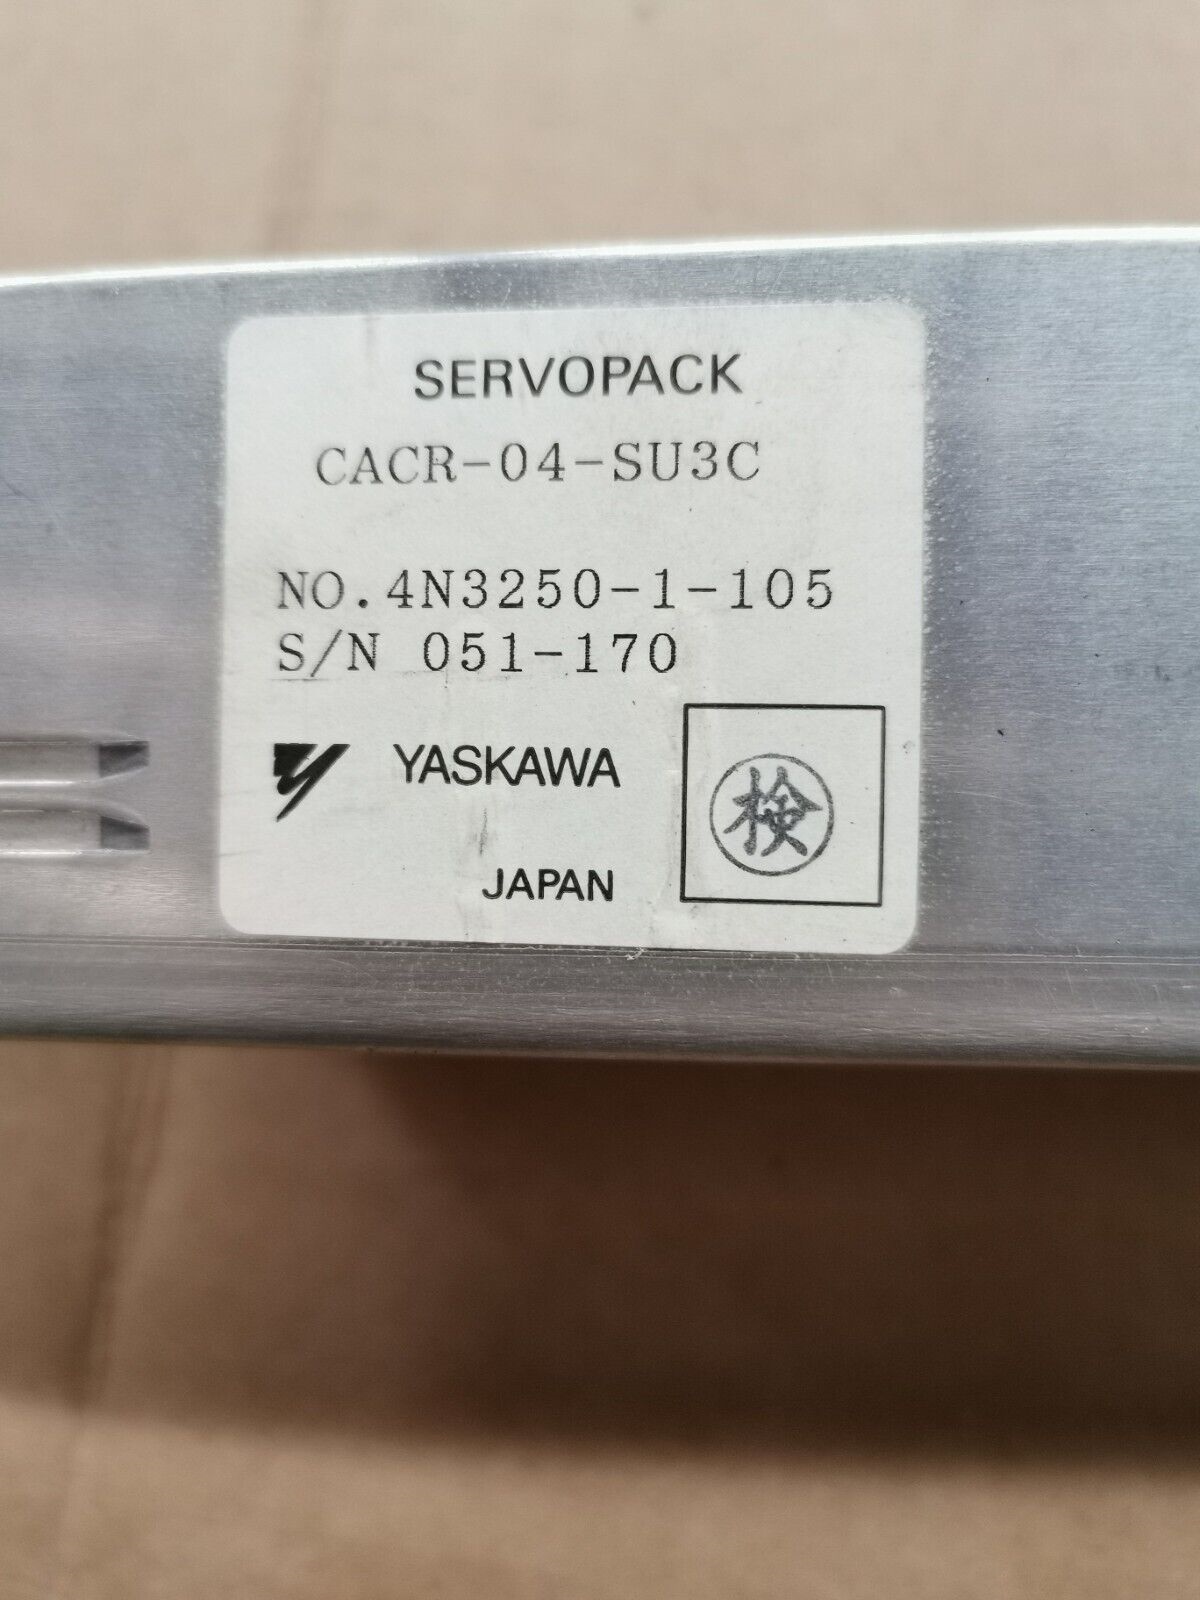 SERVOPACK
CACR-04-SU3C
NO.4N3250-1-105
S/N 051-170
YASKAWA
JAPAN
検